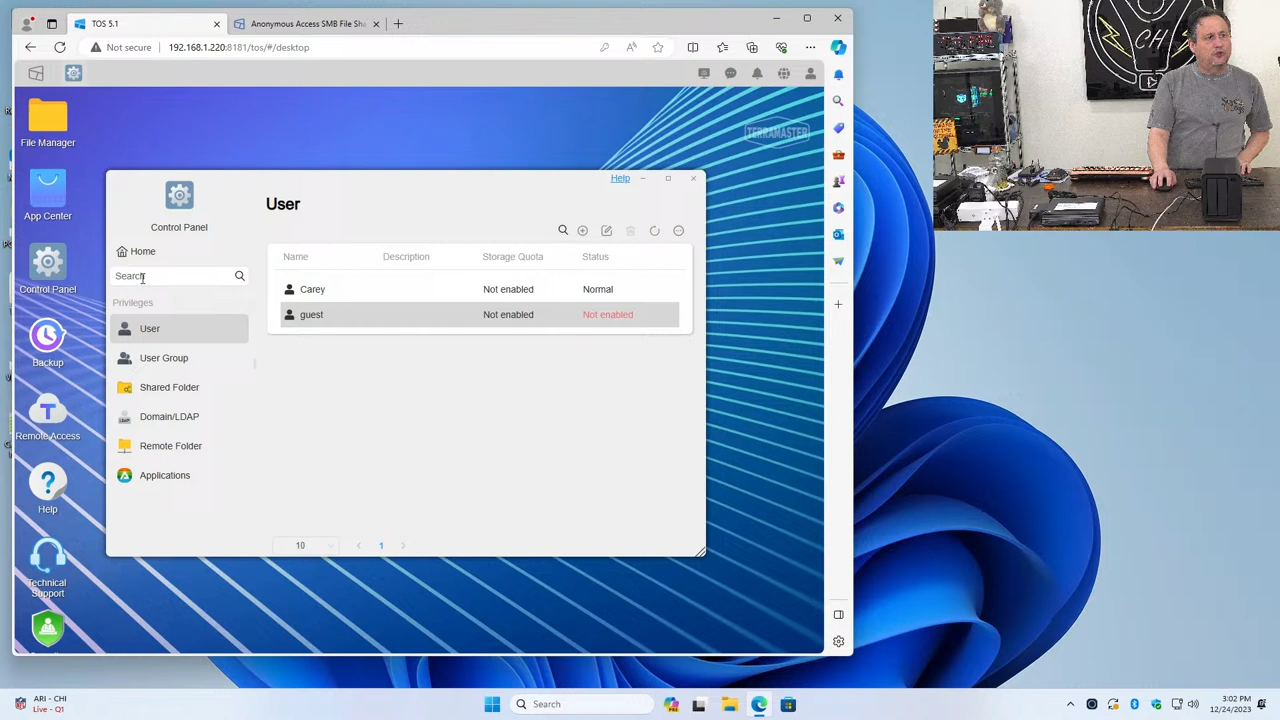 TOS 5.1
Anonymous Access SMB File Sha
Not secure
192.168.1.220:8181/tos/#/desktop
File Manager
App Center
Control Panel
Backup
Remote Access
Help
Technical
Support
TERRAMASTER
Help
Control Panel
Home
Search
Privileges
User
User Group
Shared Folder
Domain/LDAP
Remote Folder
Applications
User
Name Description Storage Quota Status
Carey Not enabled Normal
guest Not enabled Not enabled
10 1
CH
ARI - CHI
Live - Q1
Search
3:02 PM
12/24/2023